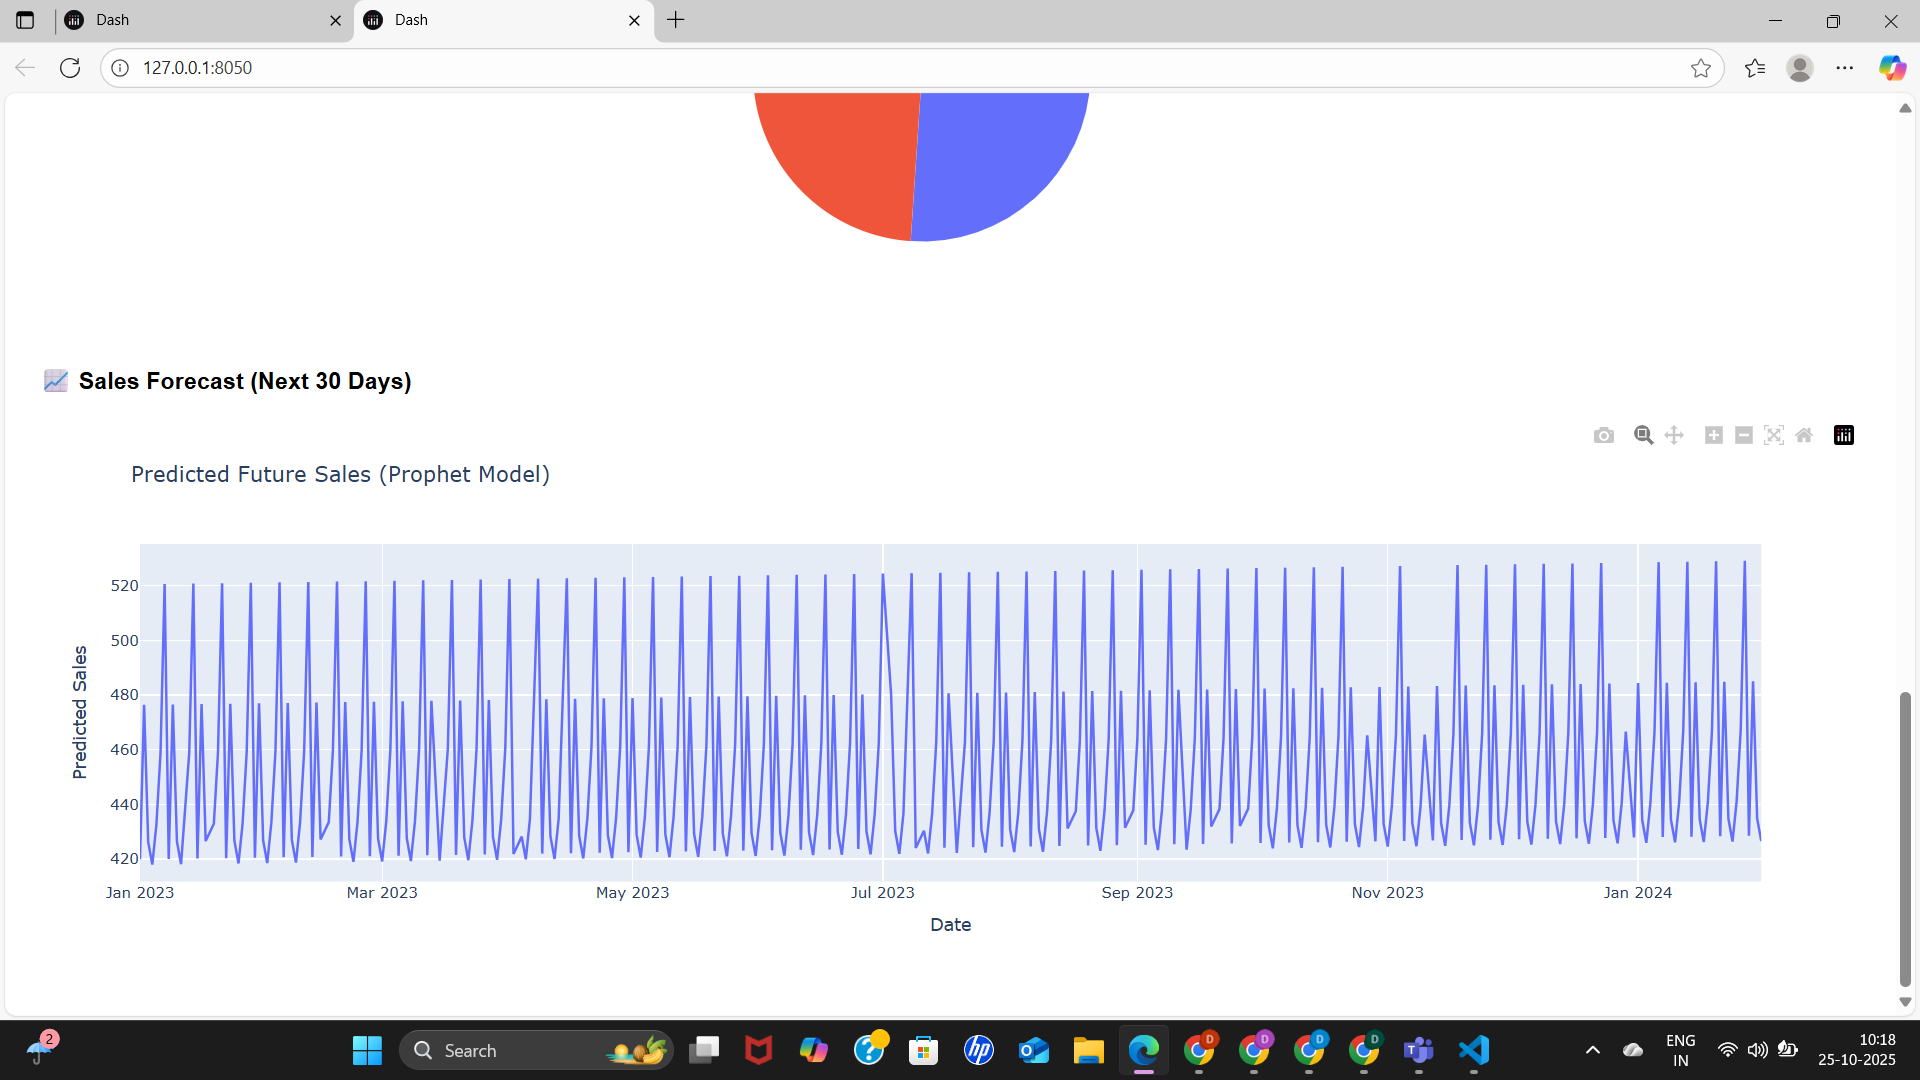 Dash
Dash
127.0.0.1:8050
Sales Forecast (Next 30 Days)
Predicted Future Sales (Prophet Model)
520
500
480
460
440
420
Predicted Sales
Jan 2023
Mar 2023
May 2023
Jul 2023
Sep 2023
Nov 2023
Jan 2024
Date
2
Search
hp
D
D
D
D
ENG
IN
10:18
25-10-2025